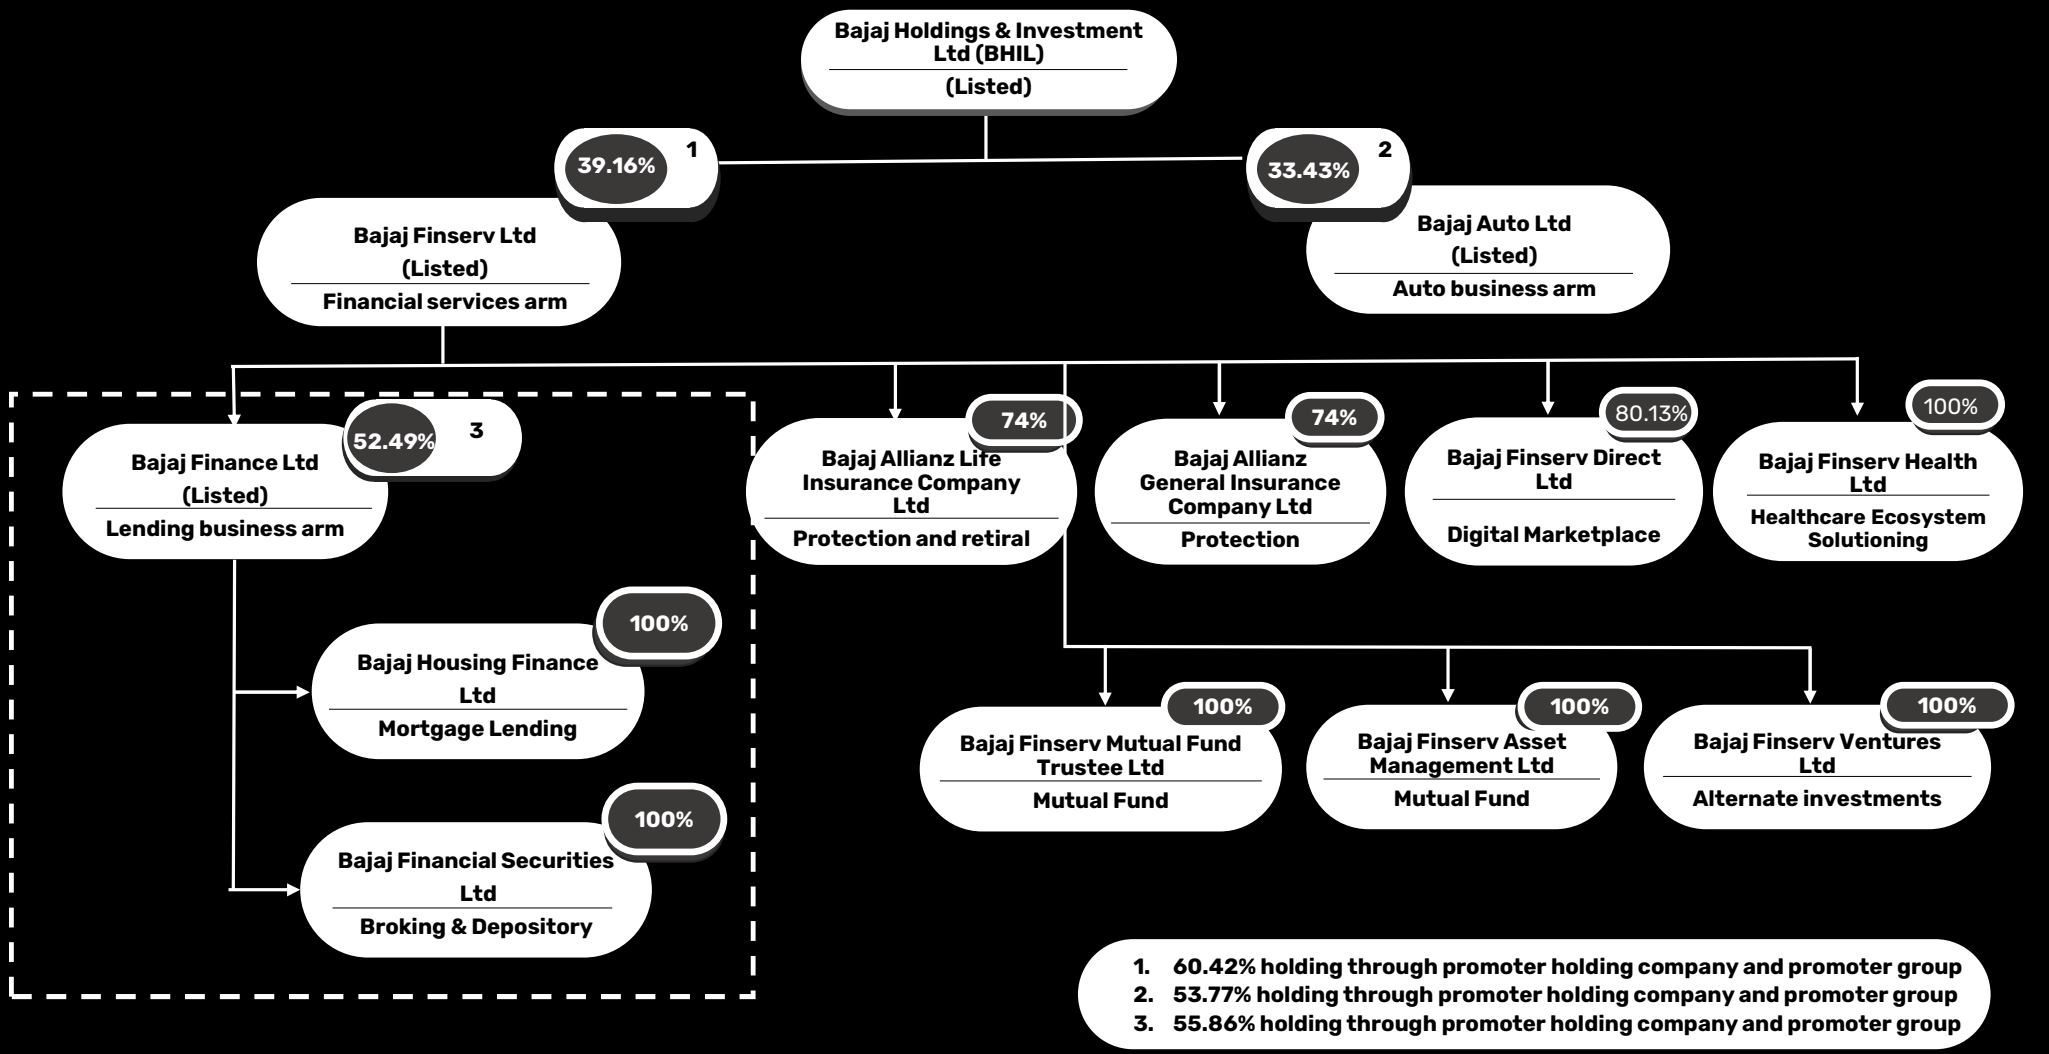 Bajaj Holdings & Investment
Ltd (BHIL)
(Listed)
39.16%
1
33.43%
2
Bajaj Finserv Ltd
(Listed)
Financial services arm
Bajaj Auto Ltd
(Listed)
Auto business arm
52.49%
3
Bajaj Finance Ltd
(Listed)
Lending business arm
74%
Bajaj Allianz Life
Insurance Company
Ltd
Protection and retiral
74%
Bajaj Allianz
General Insurance
Company Ltd
Protection
80.13%
Bajaj Finserv Direct
Ltd
Digital Marketplace
100%
Bajaj Finserv Health
Ltd
Healthcare Ecosystem
Solutioning
100%
Bajaj Housing Finance
Ltd
Mortgage Lending
100%
Bajaj Financial Securities
Ltd
Broking & Depository
100%
Bajaj Finserv Mutual Fund
Trustee Ltd
Mutual Fund
100%
Bajaj Finserv Asset
Management Ltd
Mutual Fund
100%
Bajaj Finserv Ventures
Ltd
Alternate investments
1. 60.42% holding through promoter holding company and promoter group
2. 53.77% holding through promoter holding company and promoter group
3. 55.86% holding through promoter holding company and promoter group